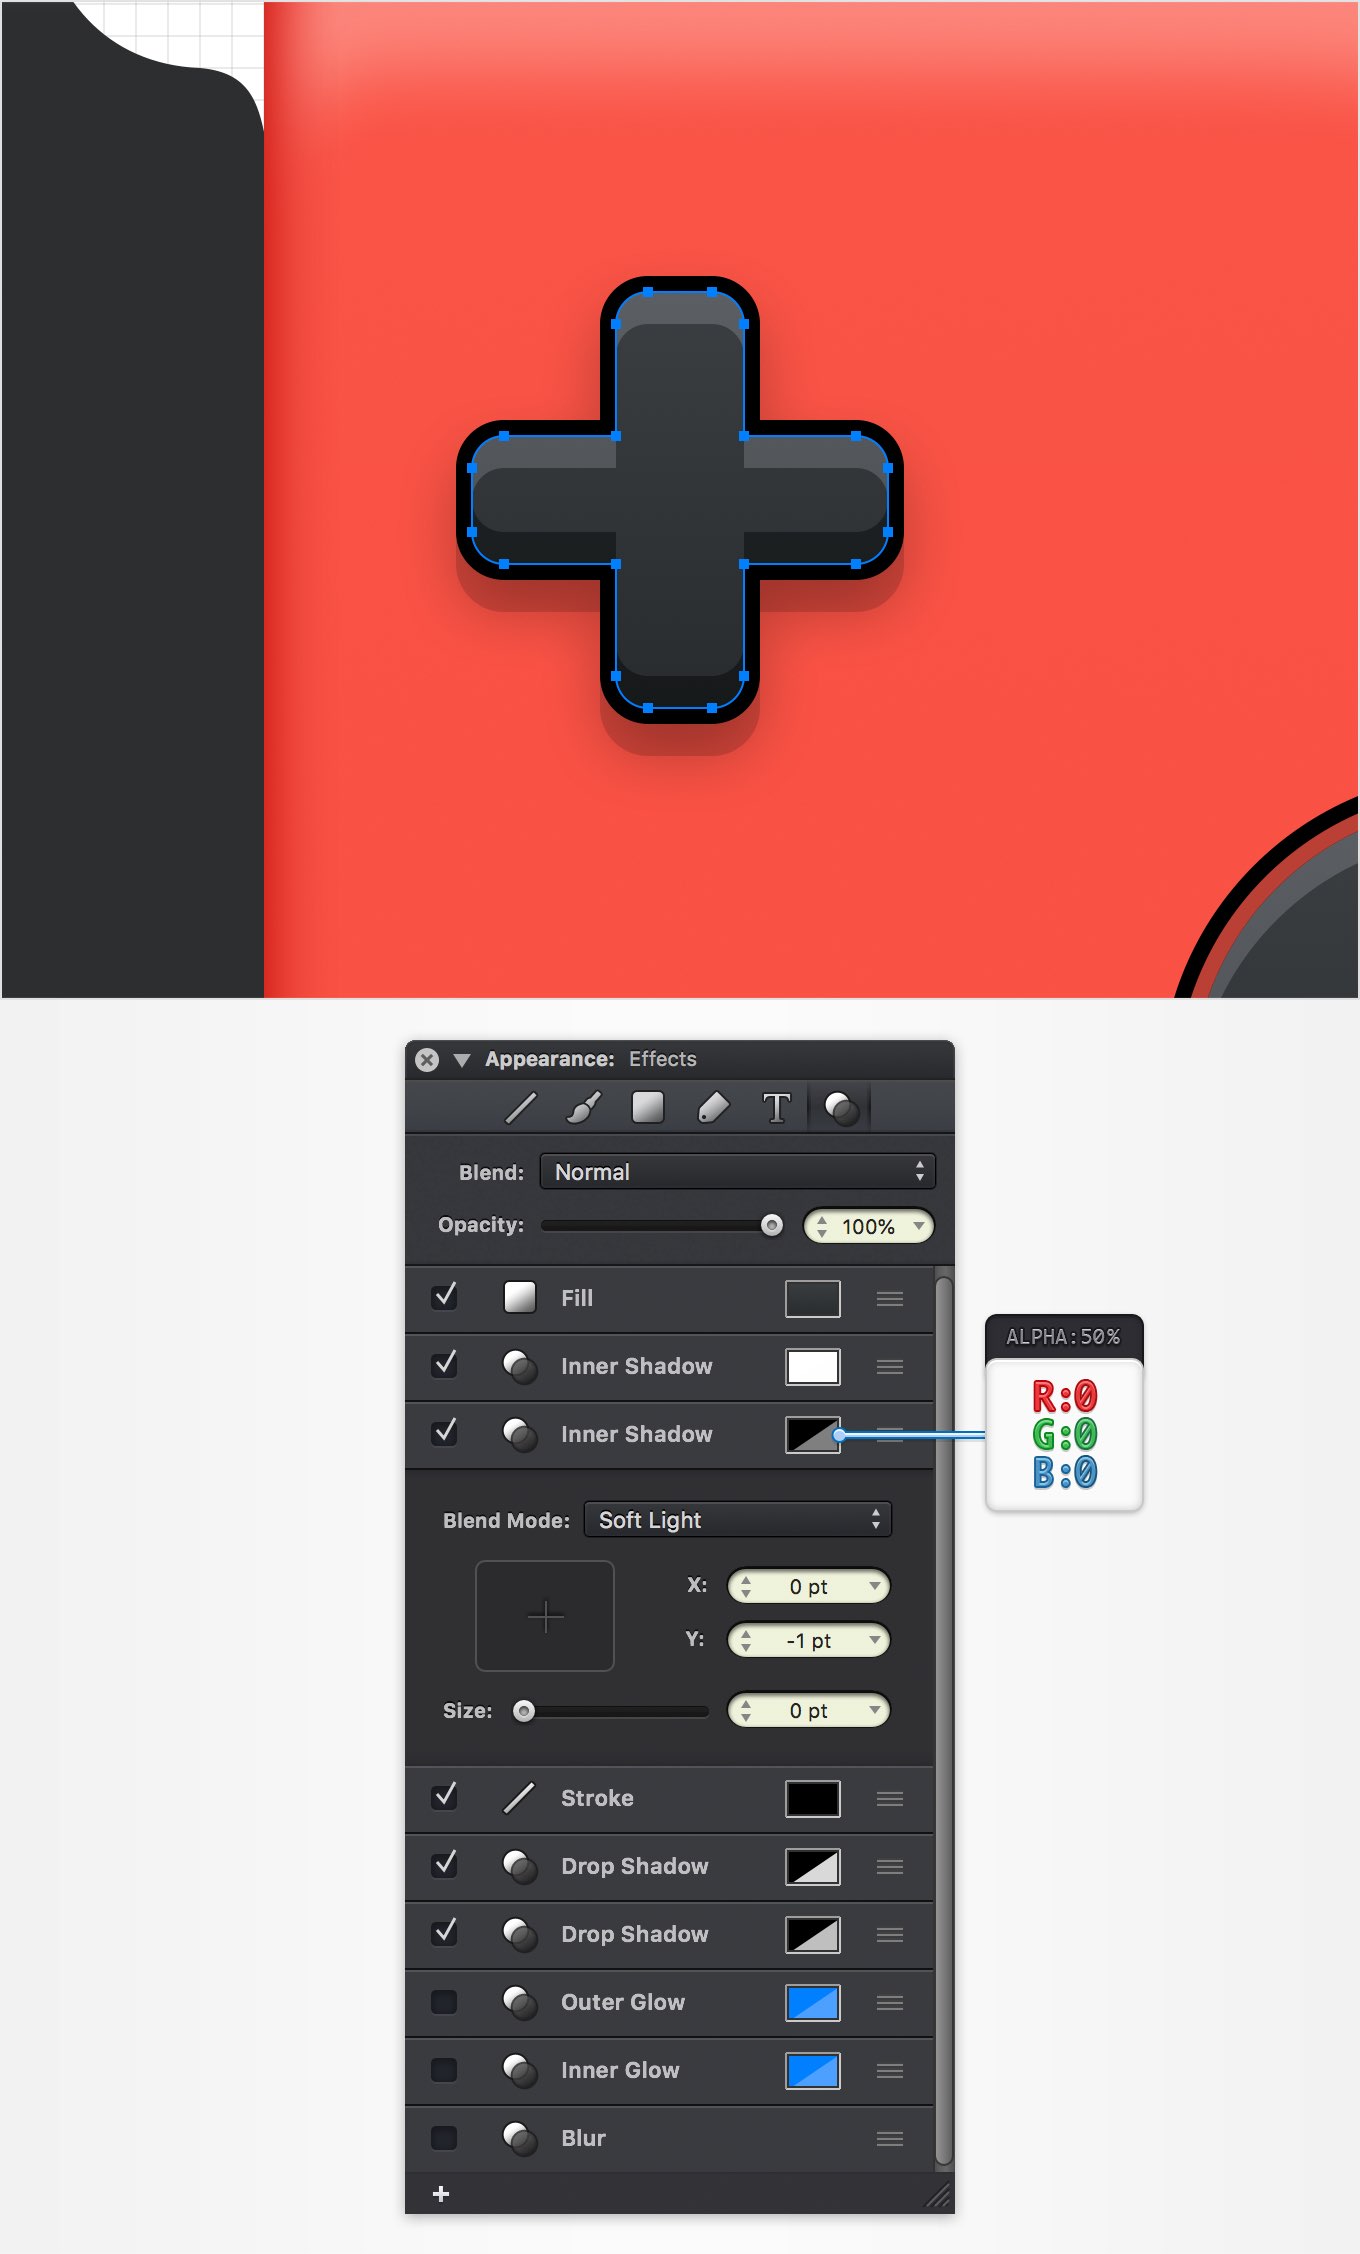 Appearance: Effects
T
Blend: Normal
Opacity: 100%
Fill
Inner Shadow
Inner Shadow
ALPHA:50%
R:0
G:0
B:0
Blend Mode: Soft Light
X: 0 pt
Y: -1 pt
Size: 0 pt
Stroke
Drop Shadow
Drop Shadow
Outer Glow
Inner Glow
Blur